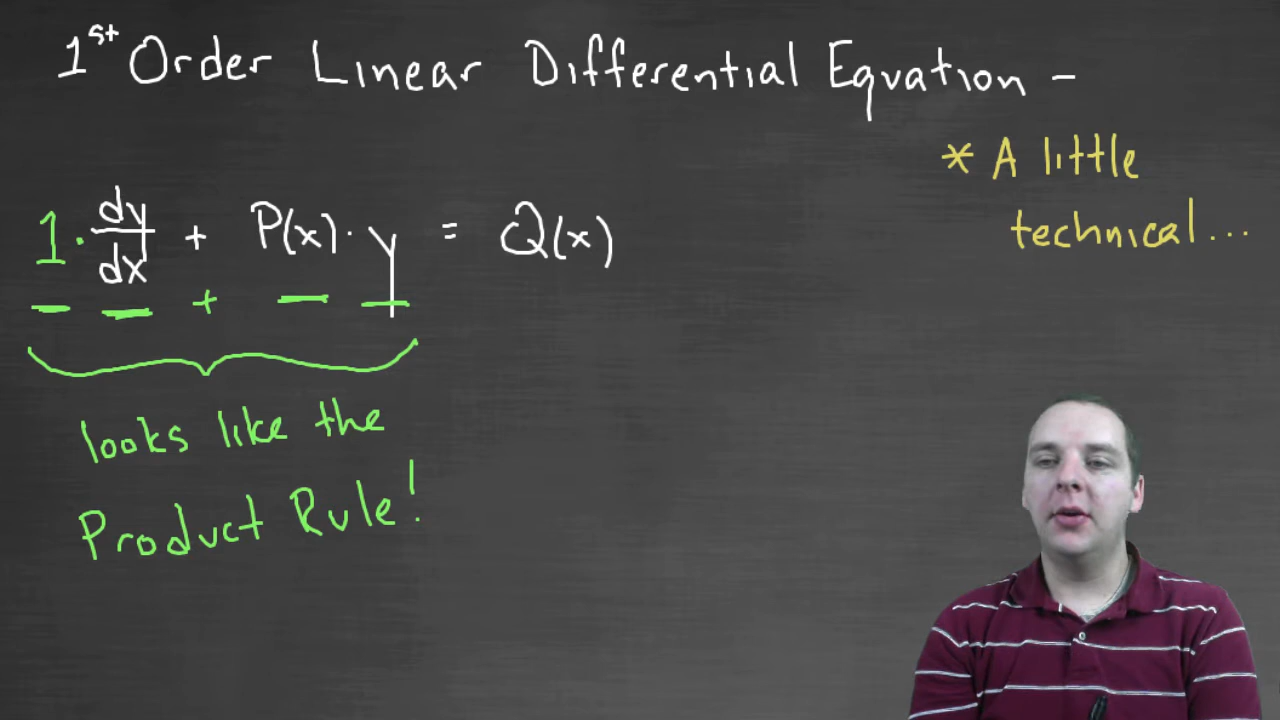 1st Order Linear Differential Equation -
* A little
technical...
1 · dy/dx + P(x) · y = Q(x)
_ _ + _ _
looks like the
Product Rule!